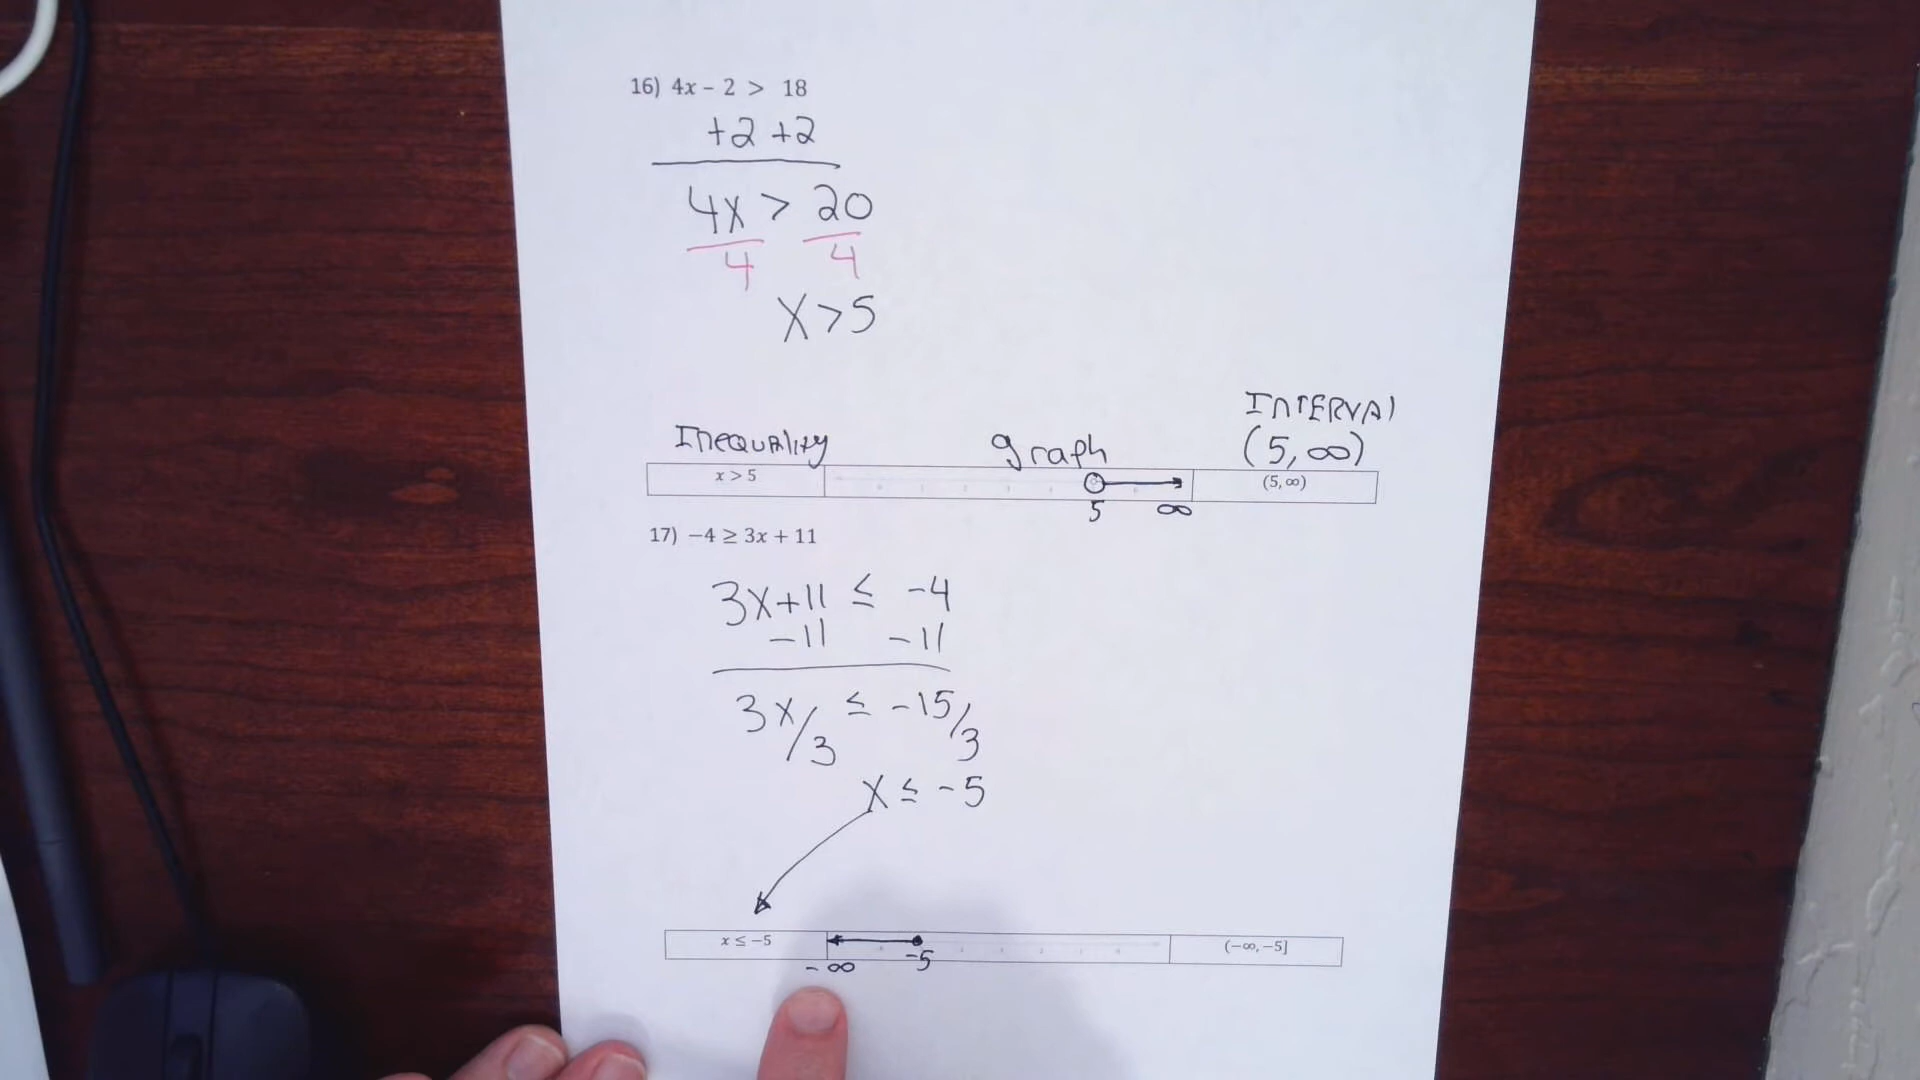 16) 4x – 2 > 18
+2 +2
4x > 20
4 4
x > 5
INTERVAl
Inequality graph (5, ∞)
x > 5 (5, ∞)
5 ∞
17) −4 ≥ 3x + 11
3x+11 ≤ -4
-11 -11
3x/3 ≤ -15/3
x ≤ -5
x ≤ −5 (−∞, −5]
-∞ -5